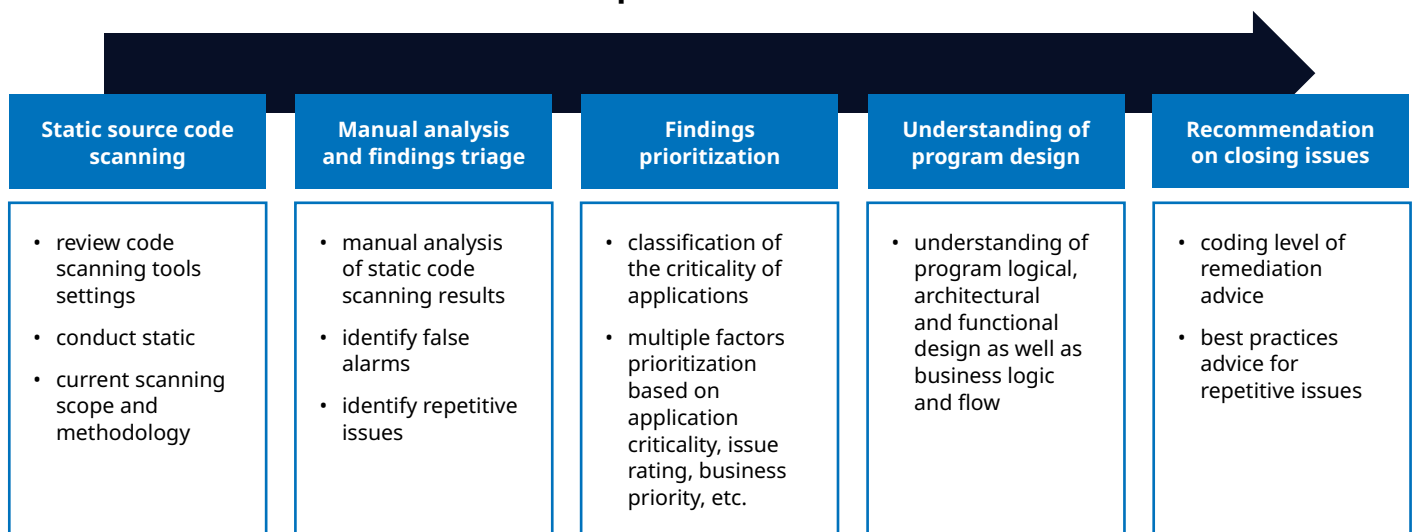 Static source code
scanning
Manual analysis
and findings triage
Findings
prioritization
Understanding of
program design
Recommendation
on closing issues
• review code
scanning tools
settings
• conduct static
• current scanning
scope and
methodology
• manual analysis
of static code
scanning results
• identify false
alarms
• identify repetitive
issues
• classification of
the criticality of
applications
• multiple factors
prioritization
based on
application
criticality, issue
rating, business
priority, etc.
• understanding of
program logical,
architectural
and functional
design as well as
business logic
and flow
• coding level of
remediation
advice
• best practices
advice for
repetitive issues